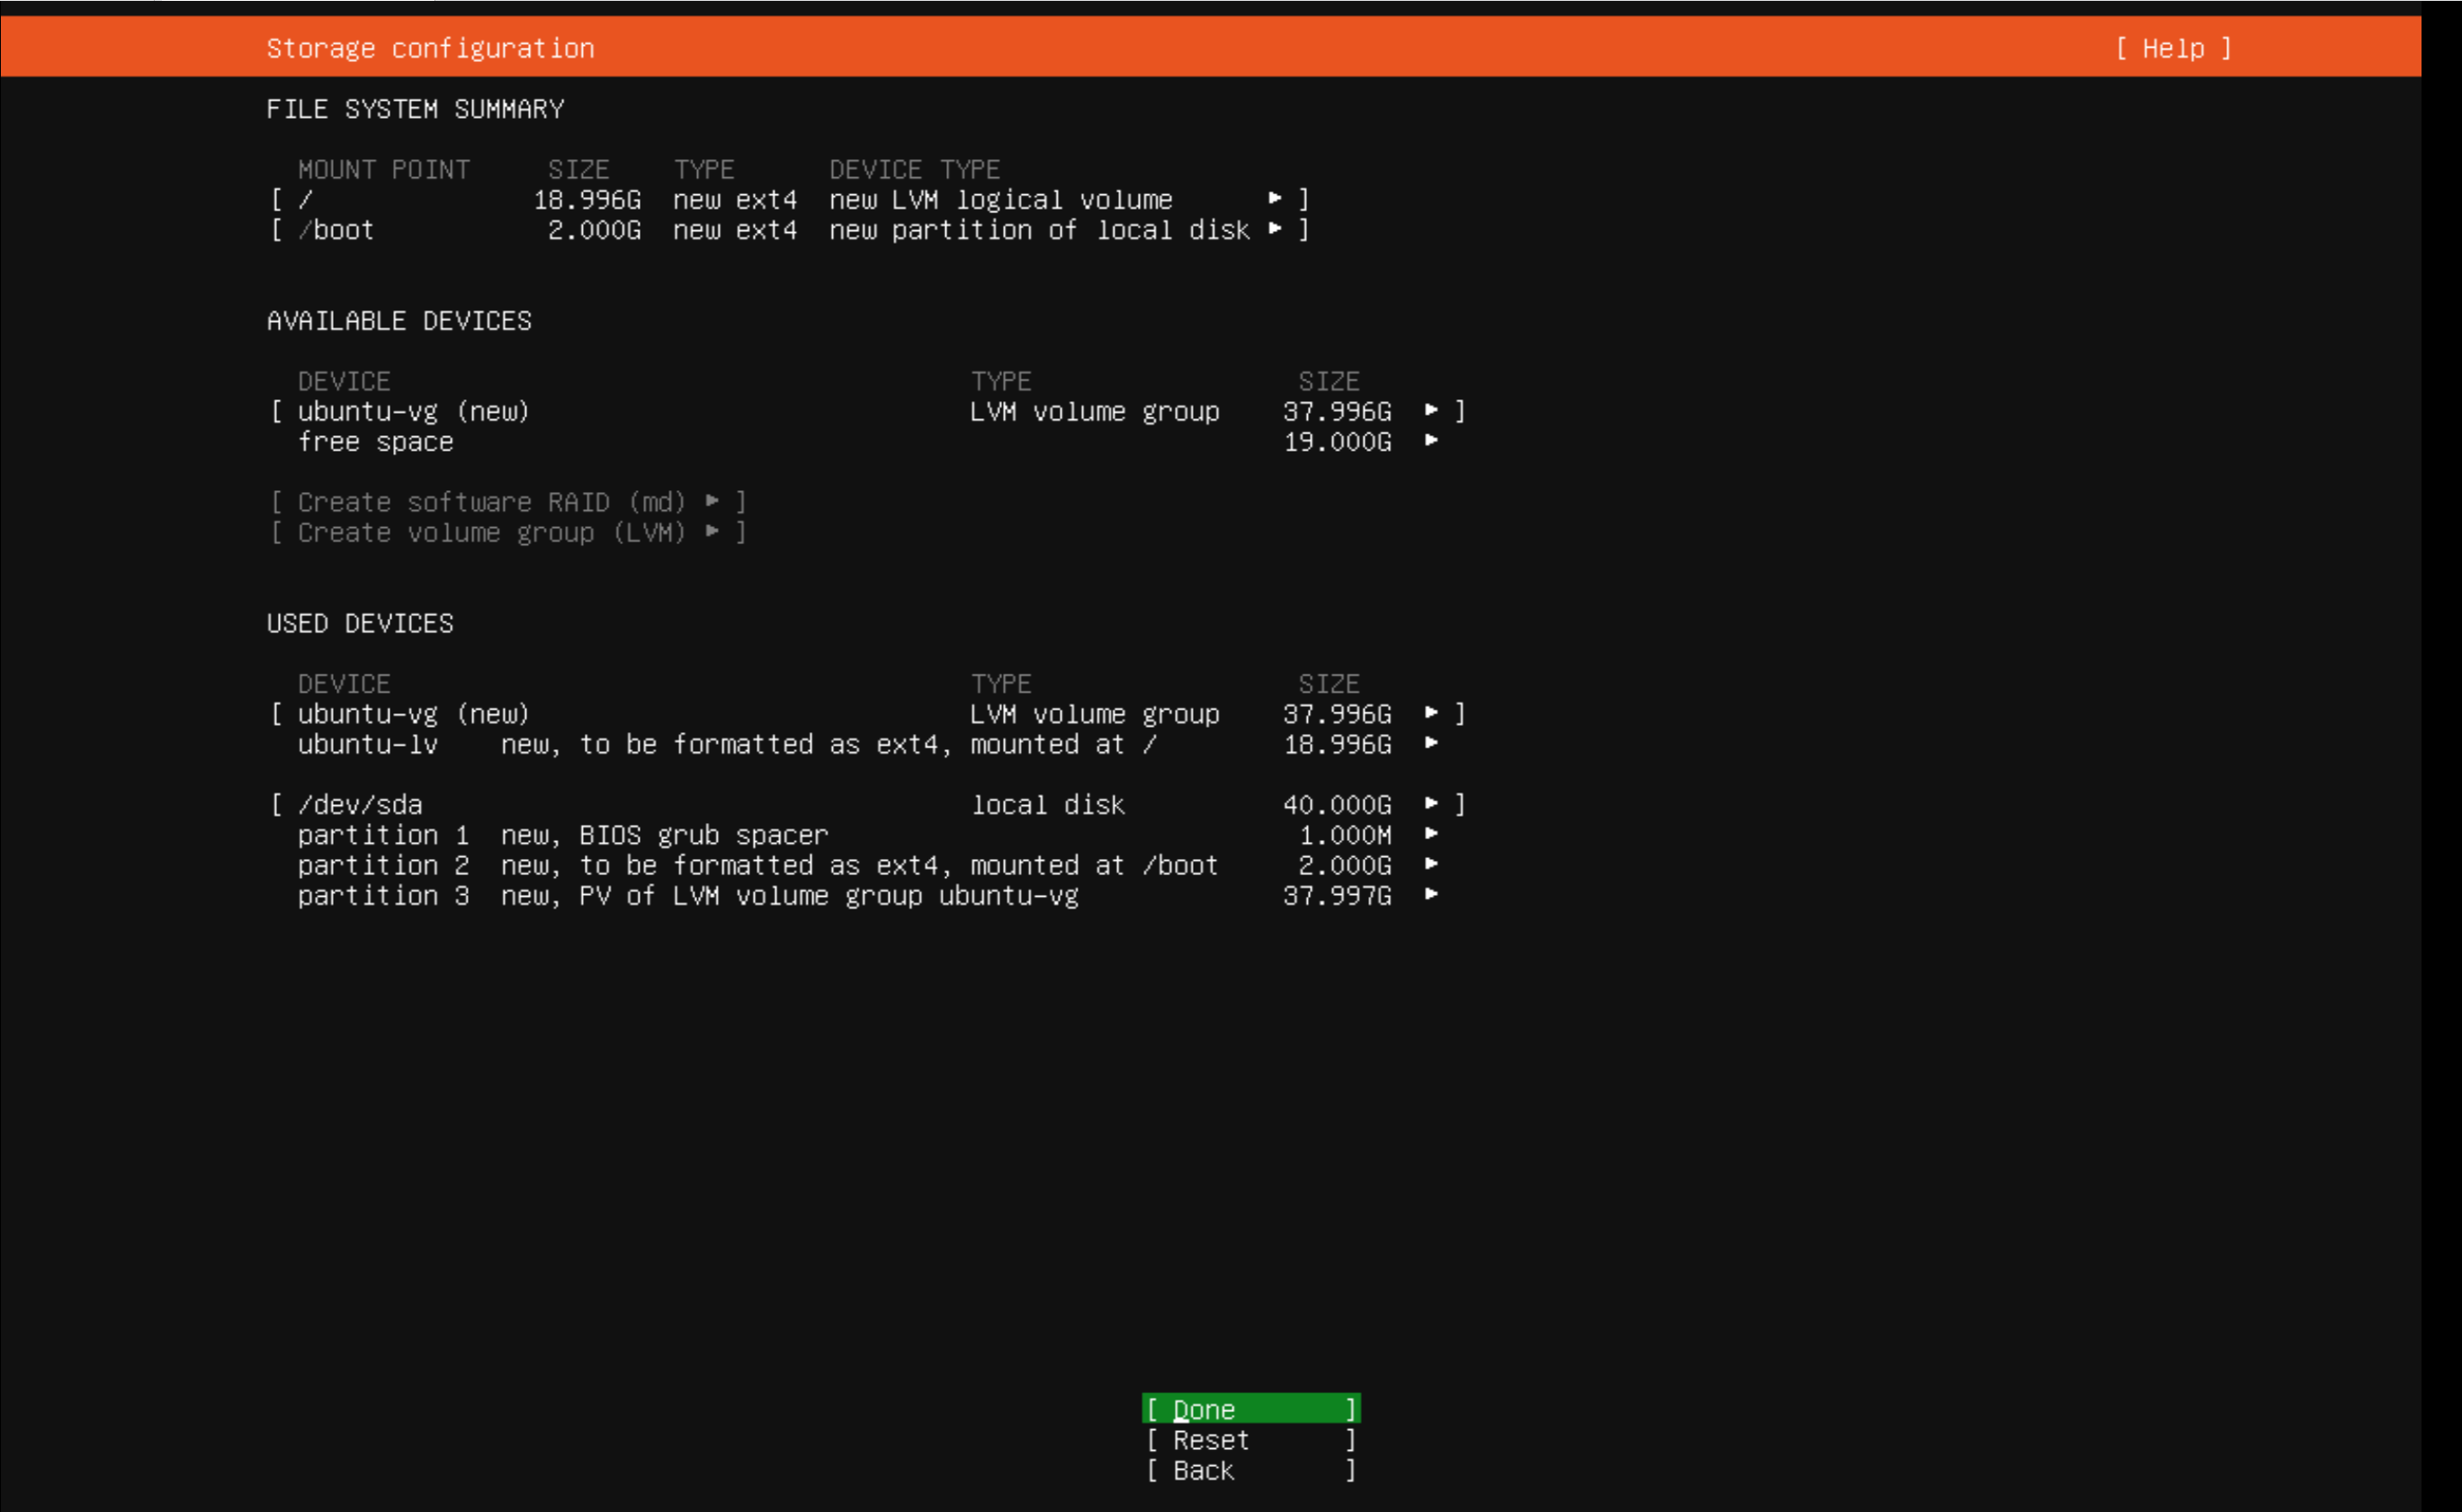 Storage configuration [ Help ]
FILE SYSTEM SUMMARY
MOUNT POINT SIZE TYPE DEVICE TYPE
[ / 18.996G new ext4 new LVM logical volume ▸ ]
[ /boot 2.000G new ext4 new partition of local disk ▸ ]
AVAILABLE DEVICES
DEVICE TYPE SIZE
[ ubuntu-vg (new) LVM volume group 37.996G ▸ ]
free space 19.000G ▸
[ Create software RAID (md) ▸ ]
[ Create volume group (LVM) ▸ ]
USED DEVICES
DEVICE TYPE SIZE
[ ubuntu-vg (new) LVM volume group 37.996G ▸ ]
ubuntu-lv new, to be formatted as ext4, mounted at / 18.996G ▸
[ /dev/sda local disk 40.000G ▸ ]
partition 1 new, BIOS grub spacer 1.000M ▸
partition 2 new, to be formatted as ext4, mounted at /boot 2.000G ▸
partition 3 new, PV of LVM volume group ubuntu-vg 37.997G ▸
[ Done ]
[ Reset ]
[ Back ]